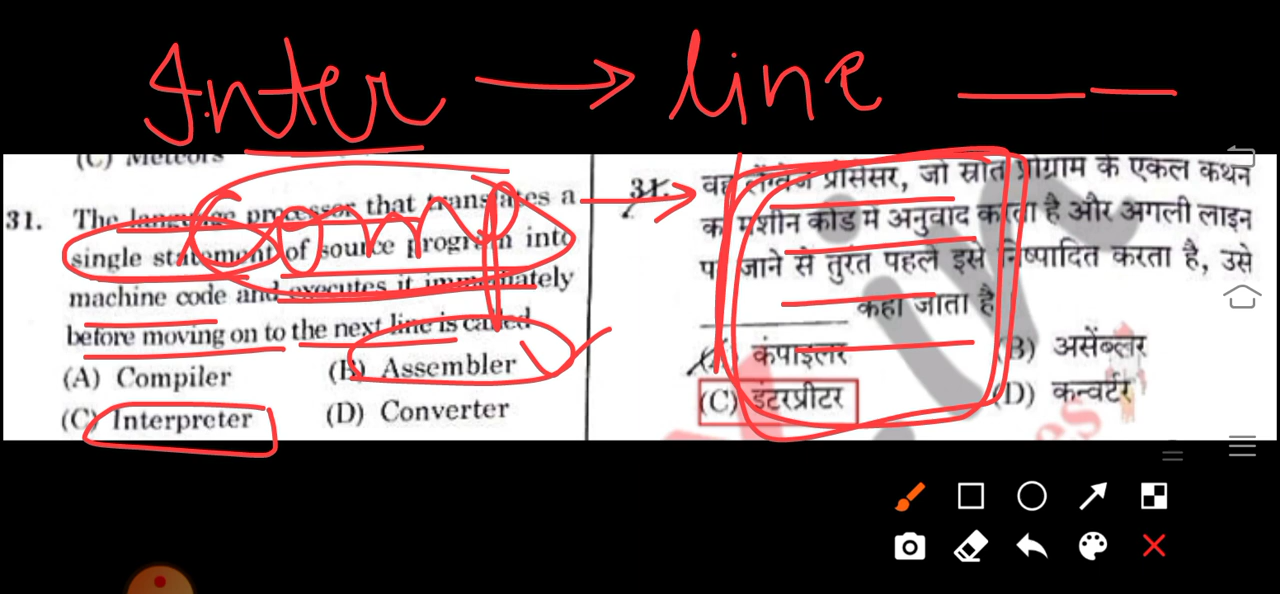 Inter → line
(C) Meteors
31. The language processor that translates a
single statement of source program into
machine code and executes it immediately
before moving on to the next line is called
(A) Compiler (B) Assembler
(C) Interpreter (D) Converter
Comp
31. वह लैंग्वेज प्रोसेसर, जो स्रोत प्रोग्राम के एकल कथन
का मशीन कोड में अनुवाद करता है और अगली लाइन
पर जाने से तुरंत पहले इसे निष्पादित करता है, उसे
__________ कहा जाता है
(A) कंपाइलर (B) असेंब्लर
(C) इंटरप्रीटर (D) कन्वर्टर